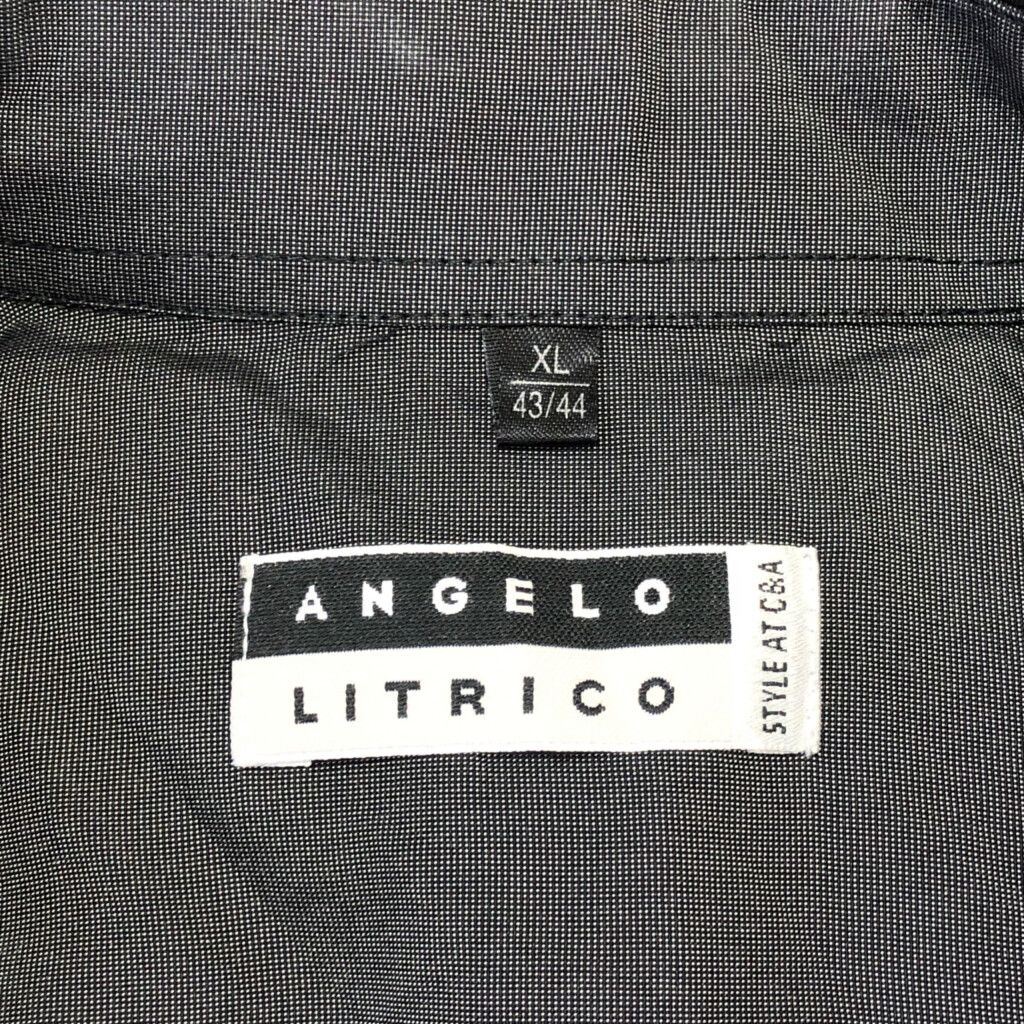 XL
43/44
ANGELO
LITRICO
STYLE AT C&A